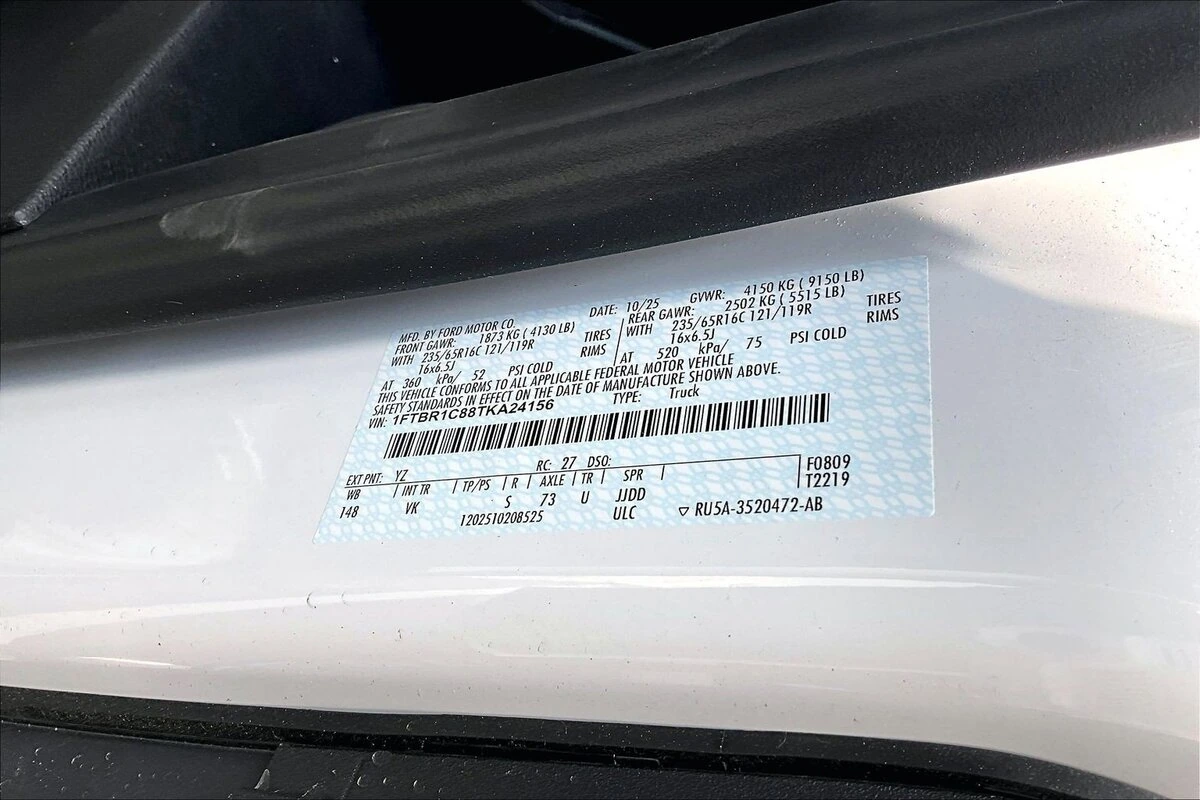 MFD. BY FORD MOTOR CO. DATE: 10/25 GVWR: 4150 KG ( 9150 LB)
FRONT GAWR: 1873 KG ( 4130 LB) REAR GAWR: 2502 KG ( 5515 LB)
WITH 235/65R16C 121/119R TIRES WITH 235/65R16C 121/119R TIRES
16x6.5J RIMS 16x6.5J RIMS
AT 360 kPa/ 52 PSI COLD AT 520 kPa/ 75 PSI COLD
THIS VEHICLE CONFORMS TO ALL APPLICABLE FEDERAL MOTOR VEHICLE
SAFETY STANDARDS IN EFFECT ON THE DATE OF MANUFACTURE SHOWN ABOVE.
VIN: 1FTBR1C88TKA24156 TYPE: Truck
EXT PNT: YZ RC: 27 DSO: F0809
WB INT TR TP/PS R AXLE TR SPR T2219
148 VK S 73 U JJDD
1202510208525 ULC ▽ RU5A-3520472-AB